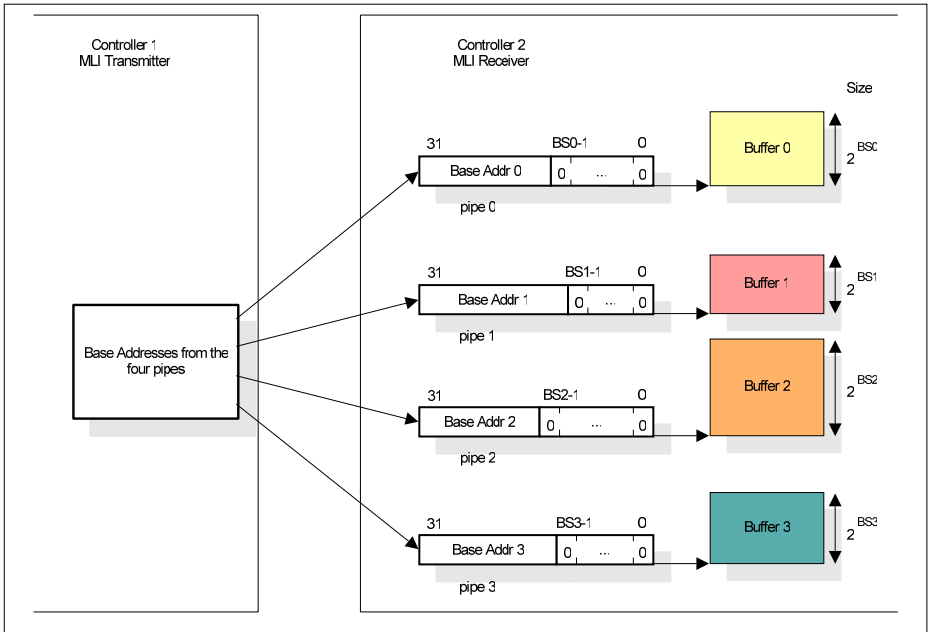 Controller 1
MLI Transmitter
Controller 2
MLI Receiver
Size
31 BS0-1 0
Base Addr 0 0 ... 0
pipe 0
Buffer 0
2 BS0
31 BS1-1 0
Base Addr 1 0 ... 0
pipe 1
Buffer 1
2 BS1
Base Addresses from the
four pipes
31 BS2-1 0
Base Addr 2 0 ... 0
pipe 2
Buffer 2
2 BS2
31 BS3-1 0
Base Addr 3 0 ... 0
pipe 3
Buffer 3
2 BS3